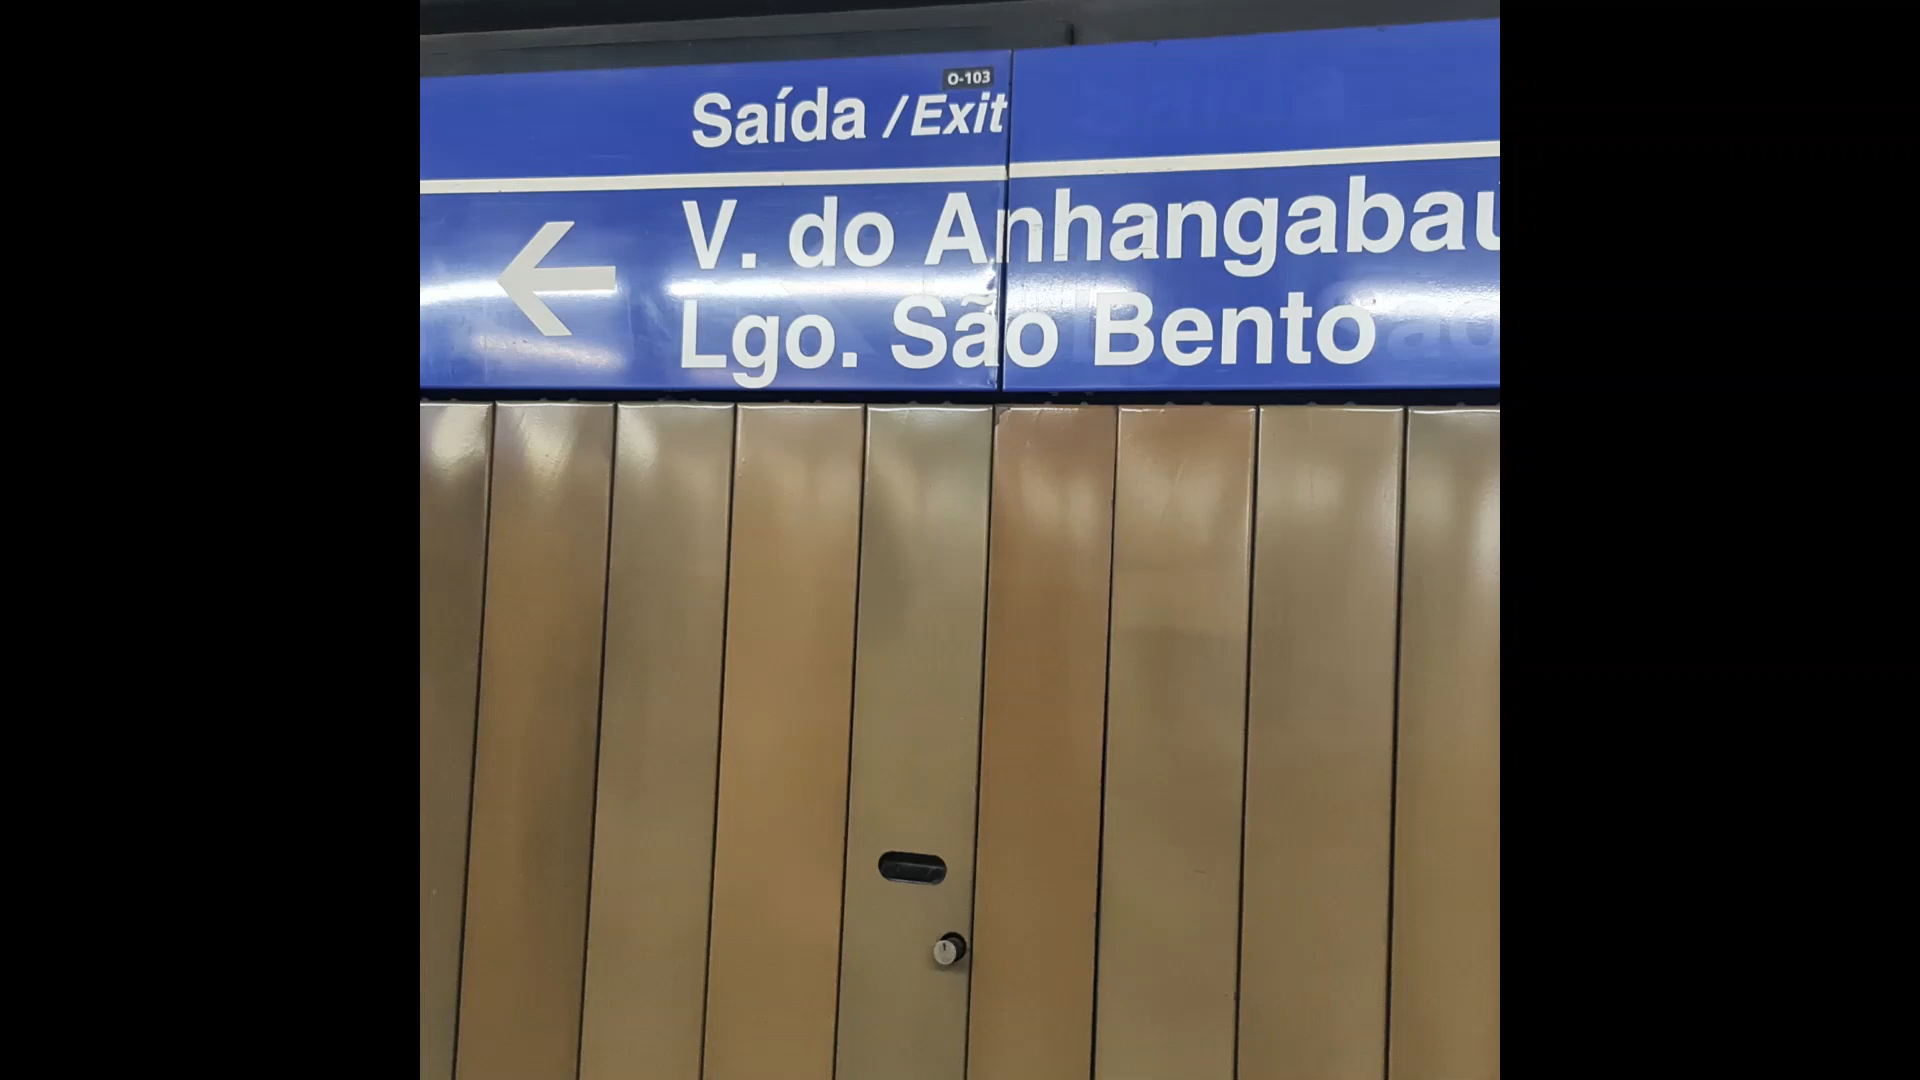 O-103
Saída / Exit
V. do Anhangabaú
Lgo. São Bento